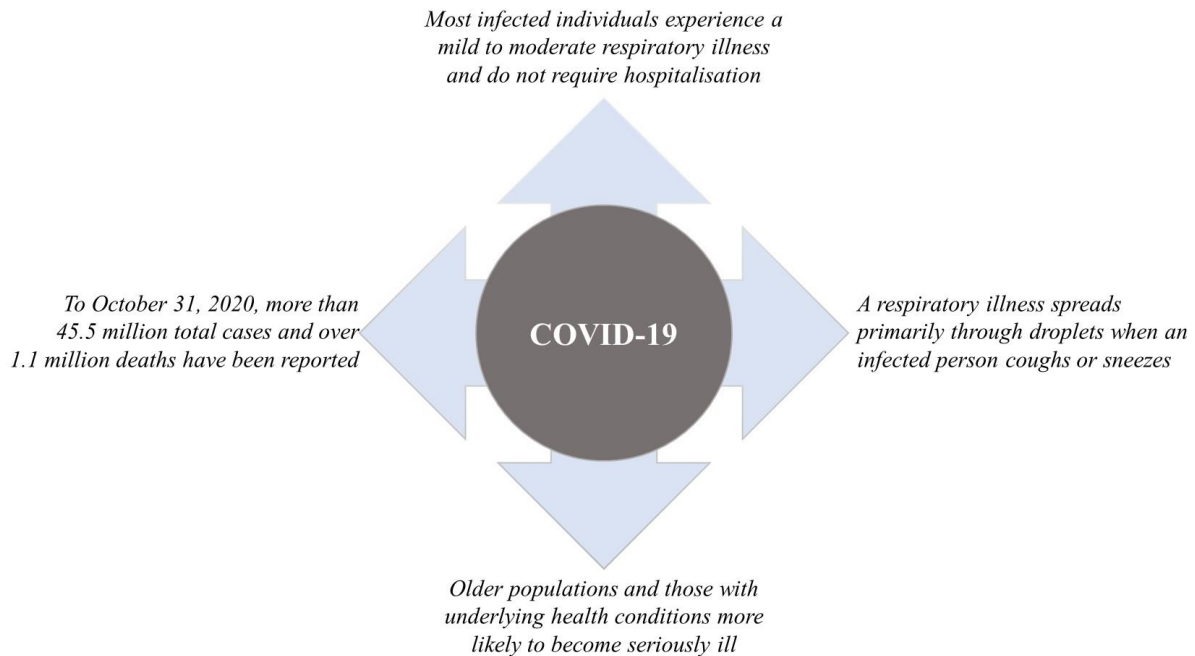 Most infected individuals experience a
mild to moderate respiratory illness
and do not require hospitalisation
To October 31, 2020, more than
45.5 million total cases and over
1.1 million deaths have been reported
COVID-19
A respiratory illness spreads
primarily through droplets when an
infected person coughs or sneezes
Older populations and those with
underlying health conditions more
likely to become seriously ill